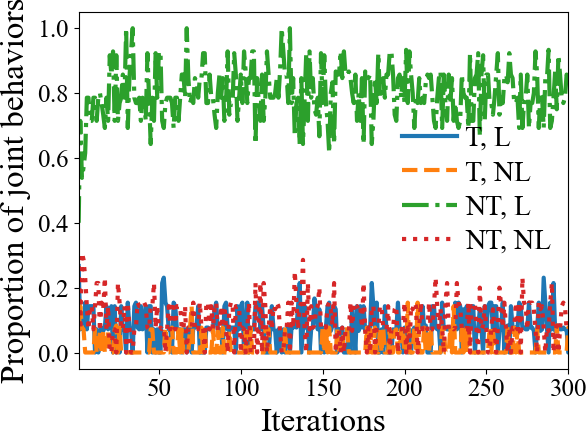 Proportion of joint behaviors
1.0
0.8
0.6
0.4
0.2
0.0
T, L
T, NL
NT, L
NT, NL
50 100 150 200 250 300
Iterations